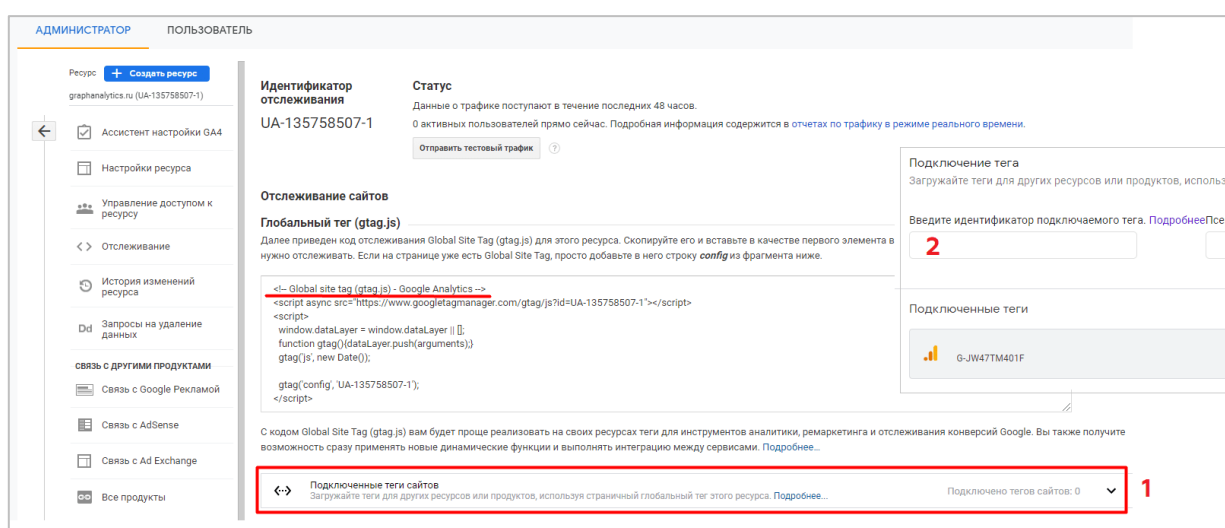 АДМИНИСТРАТОР ПОЛЬЗОВАТЕЛЬ
Ресурс + Создать ресурс
graphanalytics.ru (UA-135758507-1)
Ассистент настройки GA4
Настройки ресурса
Управление доступом к
ресурсу
Отслеживание
История изменений
ресурса
Dd Запросы на удаление
данных
СВЯЗЬ С ДРУГИМИ ПРОДУКТАМИ
Связь с Google Рекламой
Связь с AdSense
Связь с Ad Exchange
Все продукты
Идентификатор
отслеживания
UA-135758507-1
Статус
Данные о трафике поступают в течение последних 48 часов.
0 активных пользователей прямо сейчас. Подробная информация содержится в отчетах по трафику в режиме реального времени.
Отправить тестовый трафик ?
Отслеживание сайтов
Глобальный тег (gtag.js)
Далее приведен код отслеживания Global Site Tag (gtag.js) для этого ресурса. Скопируйте его и вставьте в качестве первого элемента в
нужно отслеживать. Если на странице уже есть Global Site Tag, просто добавьте в него строку config из фрагмента ниже.
<!-- Global site tag (gtag.js) - Google Analytics -->
<script async src="https://www.googletagmanager.com/gtag/js?id=UA-135758507-1"></script>
<script>
window.dataLayer = window.dataLayer || [];
function gtag(){dataLayer.push(arguments);}
gtag('js', new Date());
gtag('config', 'UA-135758507-1');
</script>
С кодом Global Site Tag (gtag.js) вам будет проще реализовать на своих ресурсах теги для инструментов аналитики, ремаркетинга и отслеживания конверсий Google. Вы также получите
возможность сразу применять новые динамические функции и выполнять интеграцию между сервисами. Подробнее…
Подключенные теги сайтов
Загружайте теги для других ресурсов или продуктов, используя страничный глобальный тег этого ресурса. Подробнее…
Подключено тегов сайтов: 0
1
Подключение тега
Загружайте теги для других ресурсов или продуктов, использ
Введите идентификатор подключаемого тега. ПодробнееПсе
2
Подключенные теги
G-JW47TM401F